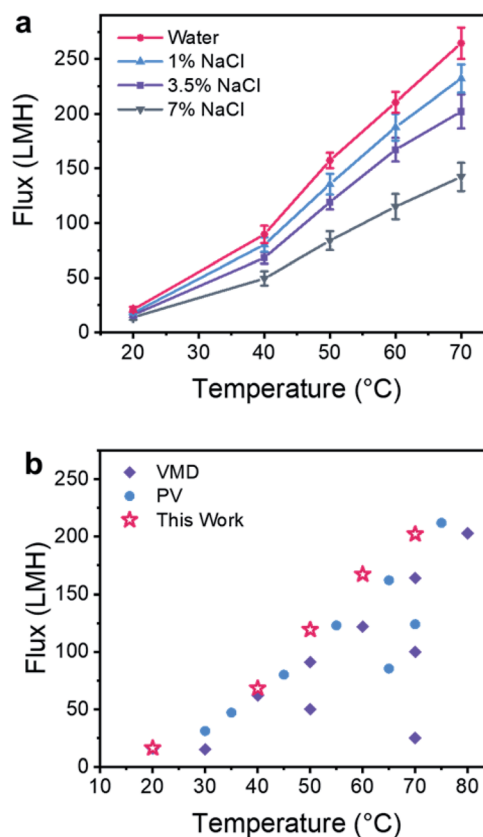 a
Water
1% NaCl
3.5% NaCl
7% NaCl
250
200
150
100
50
0
Flux (LMH)
20 30 40 50 60 70
Temperature (°C)
b
VMD
PV
This Work
250
200
150
100
50
0
Flux (LMH)
10 20 30 40 50 60 70 80
Temperature (°C)